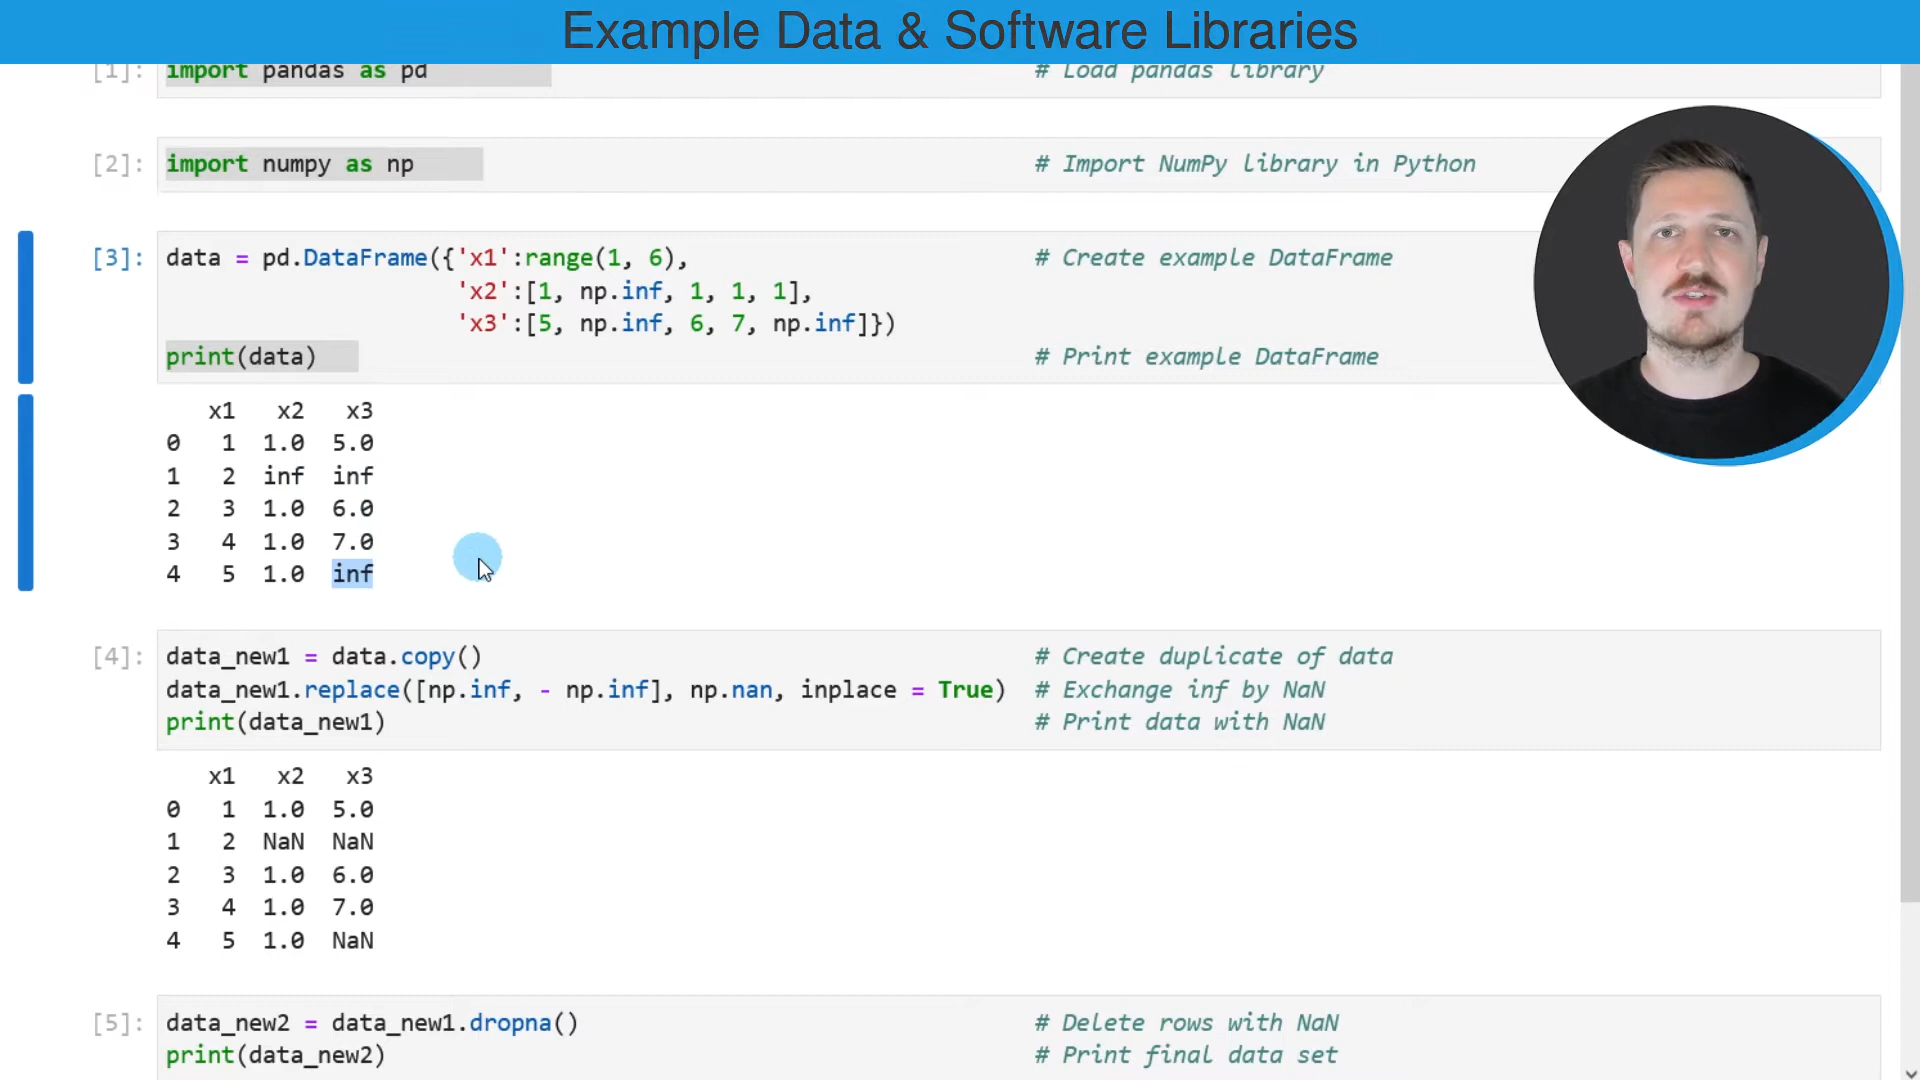 Example Data & Software Libraries
[1]: import pandas as pd # Load pandas library
[2]: import numpy as np # Import NumPy library in Python
[3]: data = pd.DataFrame({'x1':range(1, 6), # Create example DataFrame
'x2':[1, np.inf, 1, 1, 1],
'x3':[5, np.inf, 6, 7, np.inf]})
print(data) # Print example DataFrame
x1 x2 x3
0 1 1.0 5.0
1 2 inf inf
2 3 1.0 6.0
3 4 1.0 7.0
4 5 1.0 inf
[4]: data_new1 = data.copy() # Create duplicate of data
data_new1.replace([np.inf, - np.inf], np.nan, inplace = True) # Exchange inf by NaN
print(data_new1) # Print data with NaN
x1 x2 x3
0 1 1.0 5.0
1 2 NaN NaN
2 3 1.0 6.0
3 4 1.0 7.0
4 5 1.0 NaN
[5]: data_new2 = data_new1.dropna() # Delete rows with NaN
print(data_new2) # Print final data set